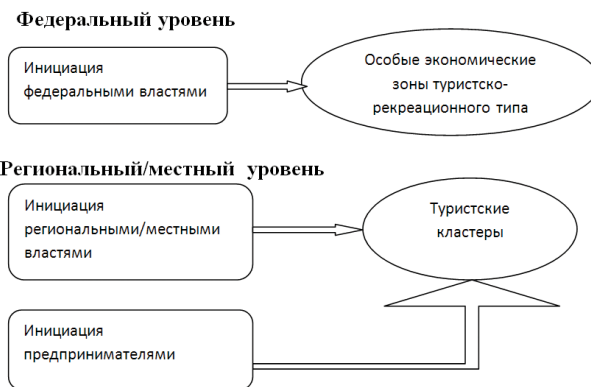 Федеральный уровень
Инициация
федеральными властями
Особые экономические
зоны туристско-
рекреационного типа
Региональный/местный уровень
Инициация
региональными/местными
властями
Туристские
кластеры
Инициация
предпринимателями